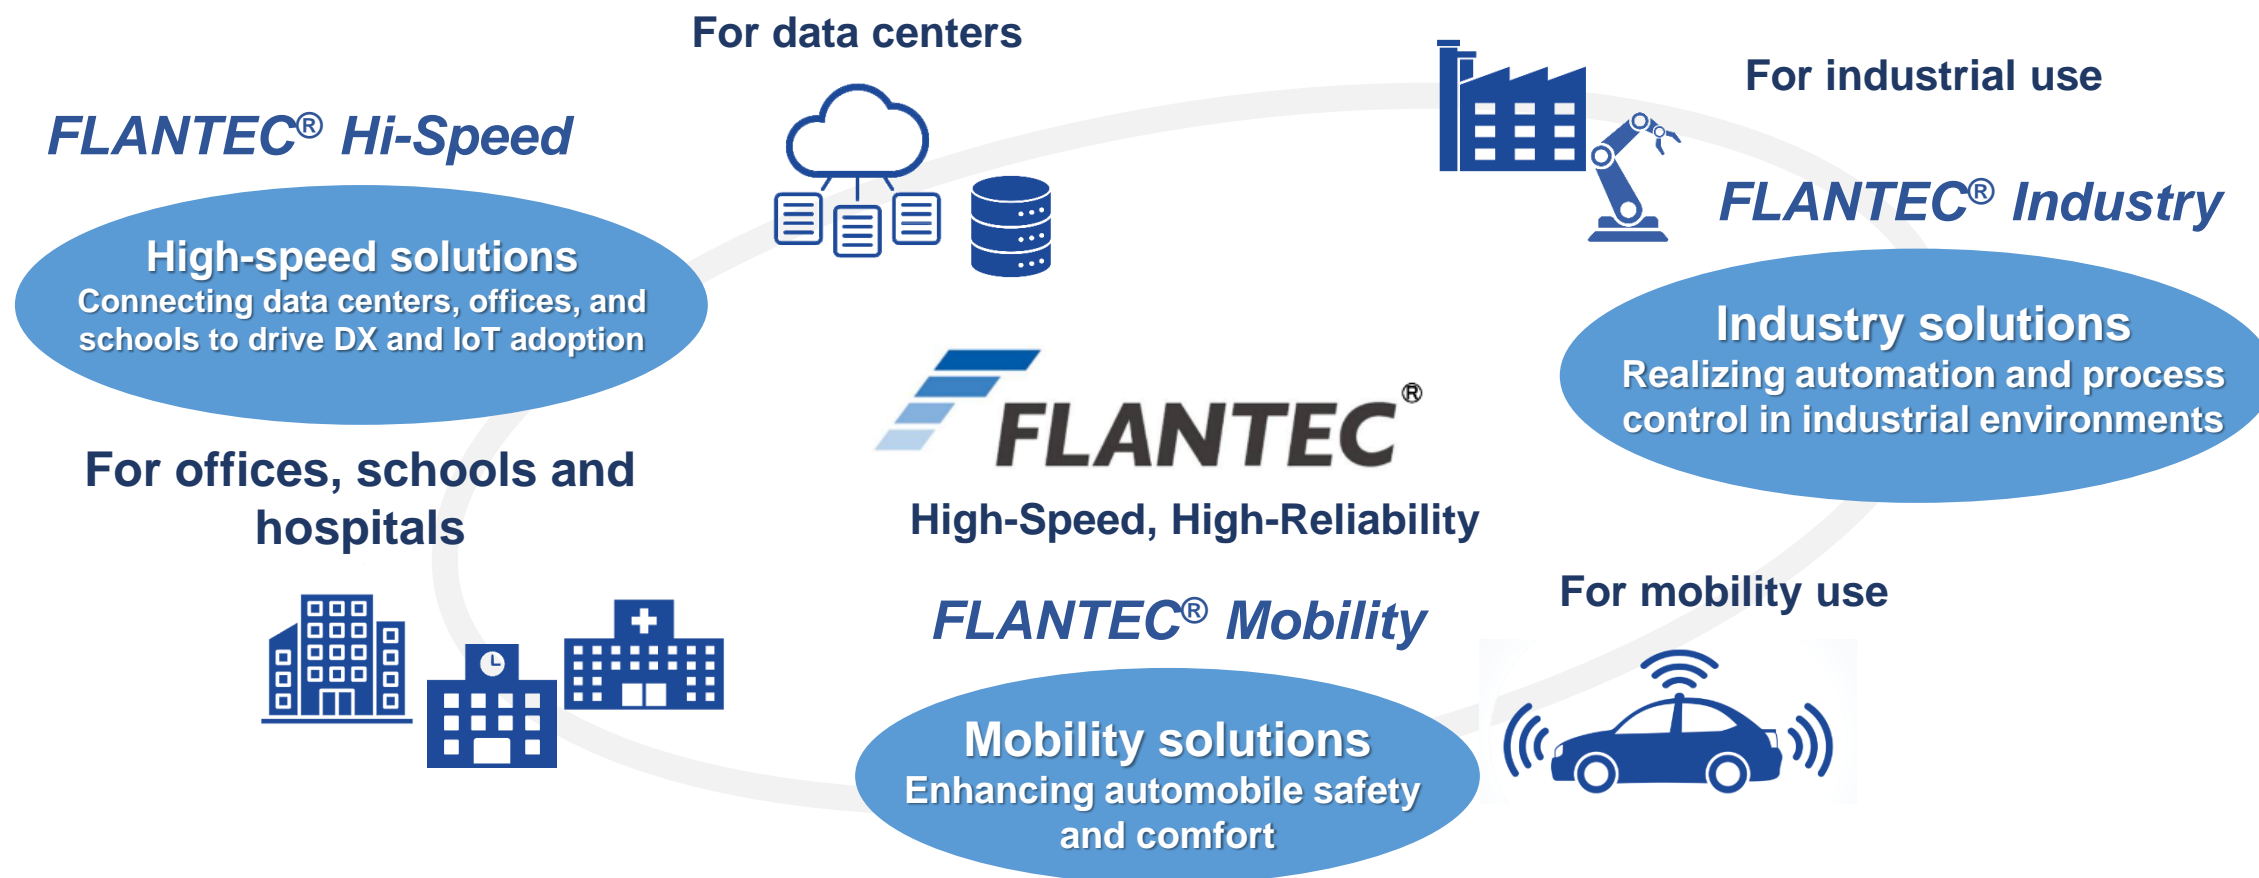 For data centers
For industrial use
FLANTEC® Hi-Speed
FLANTEC® Industry
High-speed solutions
Connecting data centers, offices, and
schools to drive DX and IoT adoption
Industry solutions
Realizing automation and process
control in industrial environments
FLANTEC®
High-Speed, High-Reliability
For offices, schools and
hospitals
FLANTEC® Mobility
For mobility use
Mobility solutions
Enhancing automobile safety
and comfort